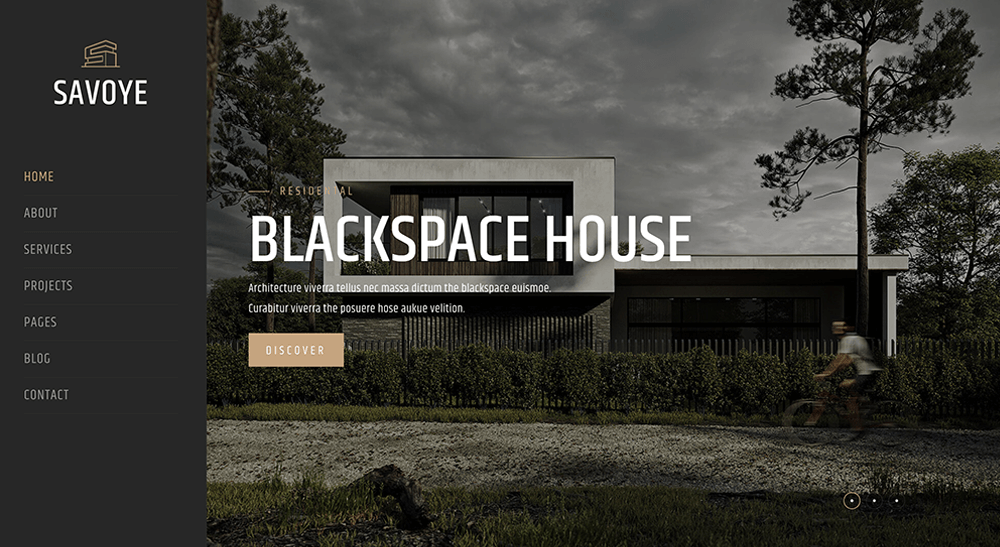 SAVOYE
HOME
ABOUT
SERVICES
PROJECTS
PAGES
BLOG
CONTACT
RESIDENTAL
BLACKSPACE HOUSE
Architecture viverra tellus nec massa dictum the blackspace euismoe.
Curabitur viverra the posuere hose aukue velition.
DISCOVER